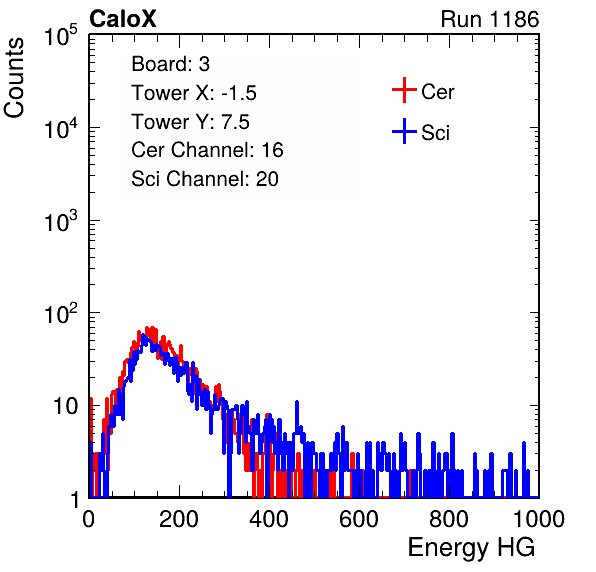 CaloX Run 1186
Counts
10^5
10^4
10^3
10^2
10
1
Board: 3
Tower X: -1.5
Tower Y: 7.5
Cer Channel: 16
Sci Channel: 20
Cer
Sci
0 200 400 600 800 1000
Energy HG